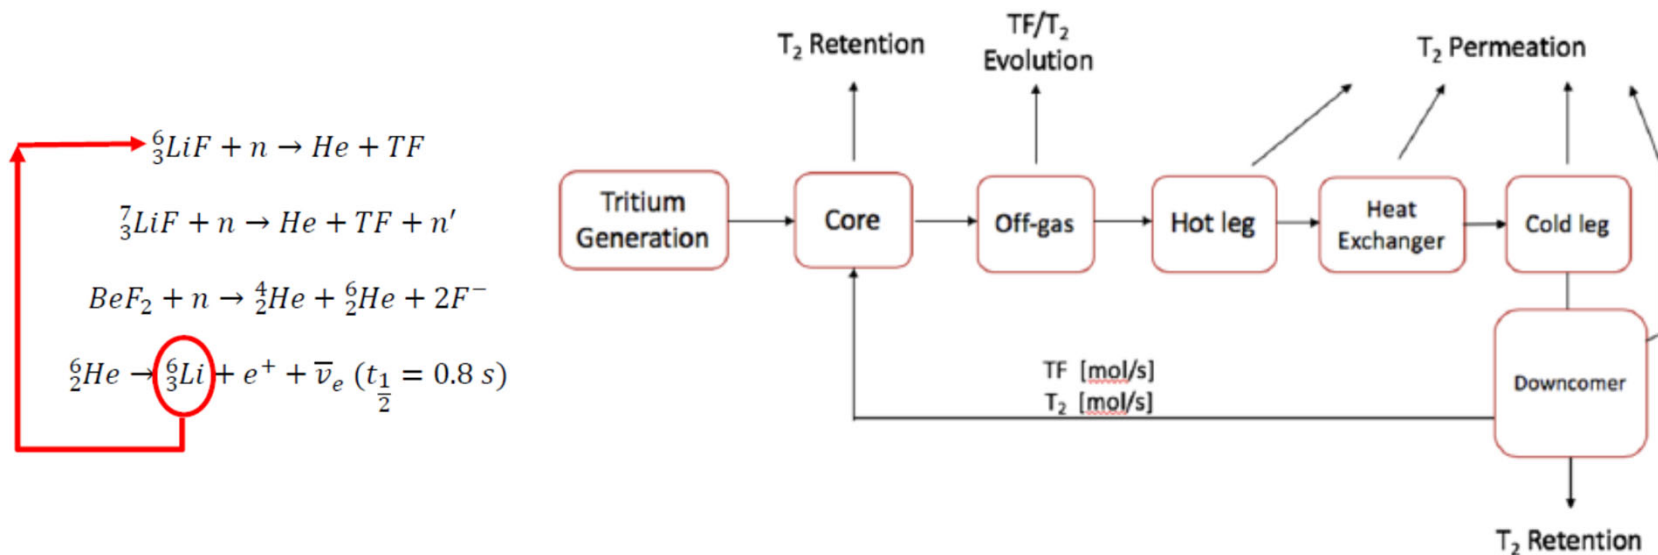 ⁶₃LiF + n → He + TF
⁷₃LiF + n → He + TF + n′
BeF₂ + n → ⁴₂He + ⁶₂He + 2F⁻
⁶₂He → ⁶₃Li + e⁺ + ν̅ₑ (t₁/₂ = 0.8 s)
T₂ Retention
TF/T₂
Evolution
T₂ Permeation
Tritium
Generation
Core
Off-gas
Hot leg
Heat
Exchanger
Cold leg
TF [mol/s]
T₂ [mol/s]
Downcomer
T₂ Retention